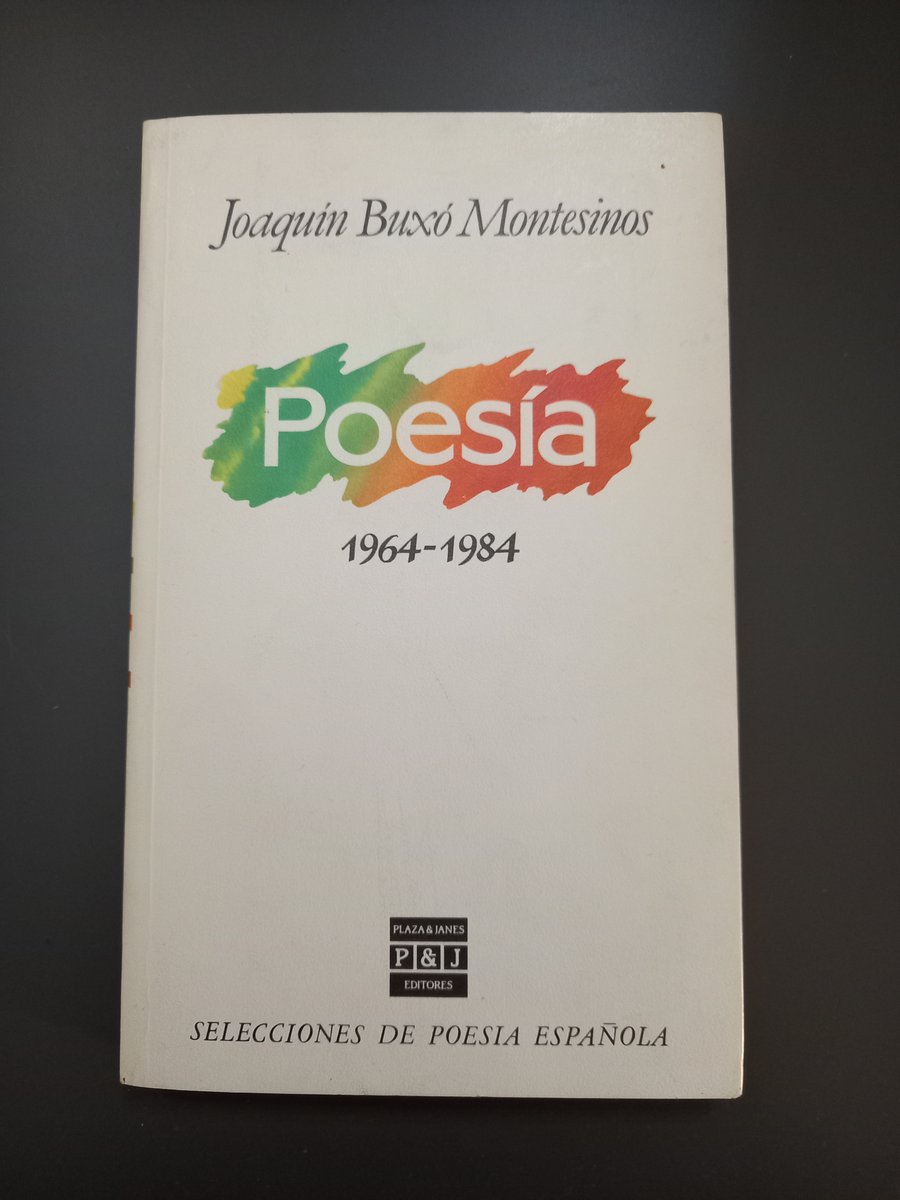 Joaquín Buxó Montesinos
Poesía
1964-1984
PLAZA & JANES
P & J
EDITORES
SELECCIONES DE POESIA ESPAÑOLA